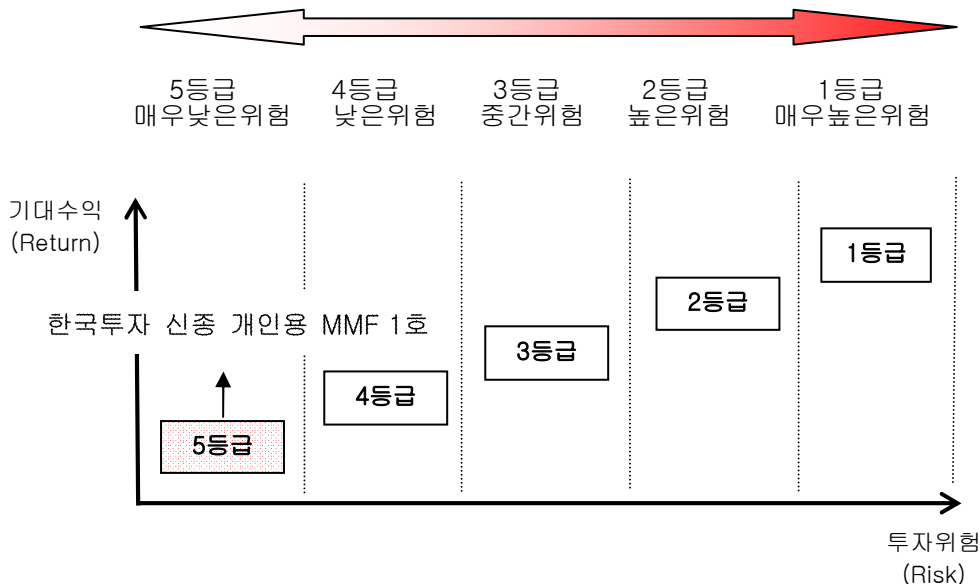 5등급 4등급 3등급 2등급 1등급
매우낮은위험 낮은위험 중간위험 높은위험 매우높은위험
기대수익
(Return)
1등급
2등급
한국투자 신종 개인용 MMF 1호
3등급
4등급
5등급
투자위험
(Risk)